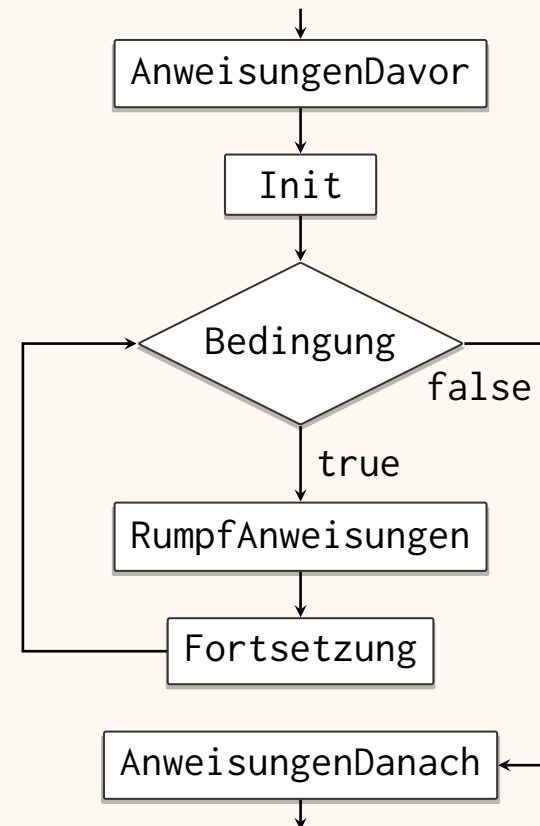 AnweisungenDavor
Init
Bedingung
false
true
RumpfAnweisungen
Fortsetzung
AnweisungenDanach